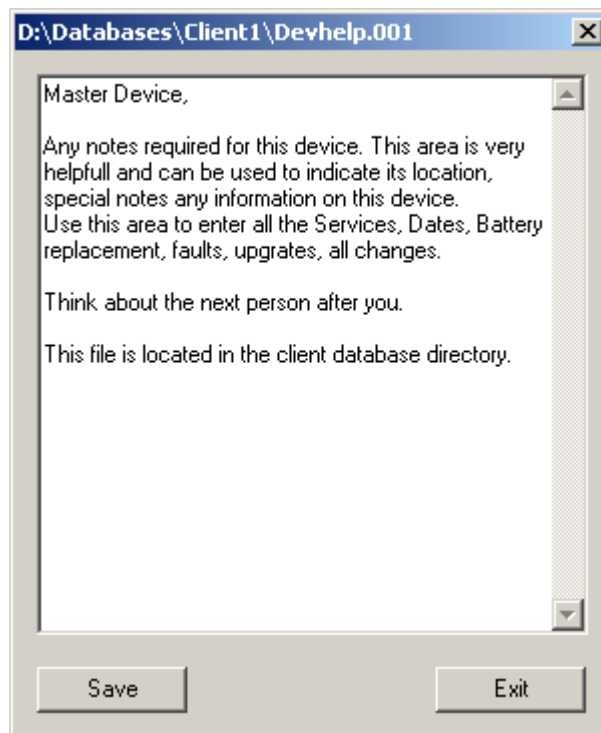 D:\Databases\Client1\Devhelp.001
Master Device,
Any notes required for this device. This area is very
helpfull and can be used to indicate its location,
special notes any information on this device.
Use this area to enter all the Services, Dates, Battery
replacement, faults, upgrates, all changes.
Think about the next person after you.
This file is located in the client database directory.
Save
Exit